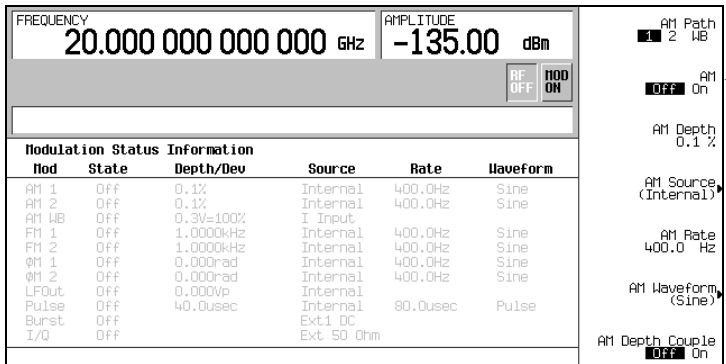 FREQUENCY
20.000 000 000 000 GHz
AMPLITUDE
-135.00 dBm
RF OFF
MOD ON
Modulation Status Information
Mod State Depth/Dev Source Rate Waveform
AM 1 Off 0.1% Internal 400.0Hz Sine
AM 2 Off 0.1% Internal 400.0Hz Sine
AM WB Off 0.3V=100% I Input
FM 1 Off 1.0000kHz Internal 400.0Hz Sine
FM 2 Off 1.0000kHz Internal 400.0Hz Sine
ΦM 1 Off 0.000rad Internal 400.0Hz Sine
ΦM 2 Off 0.000rad Internal 400.0Hz Sine
LFOut Off 0.000Vp Internal
Pulse Off 40.0usec Internal 80.0usec Pulse
Burst Off Ext1 DC
I/Q Off Ext 50 Ohm
AM Path
1 2 WB
AM
Off On
AM Depth
0.1 %
AM Source
(Internal)
AM Rate
400.0 Hz
AM Waveform
(Sine)
AM Depth Couple
Off On